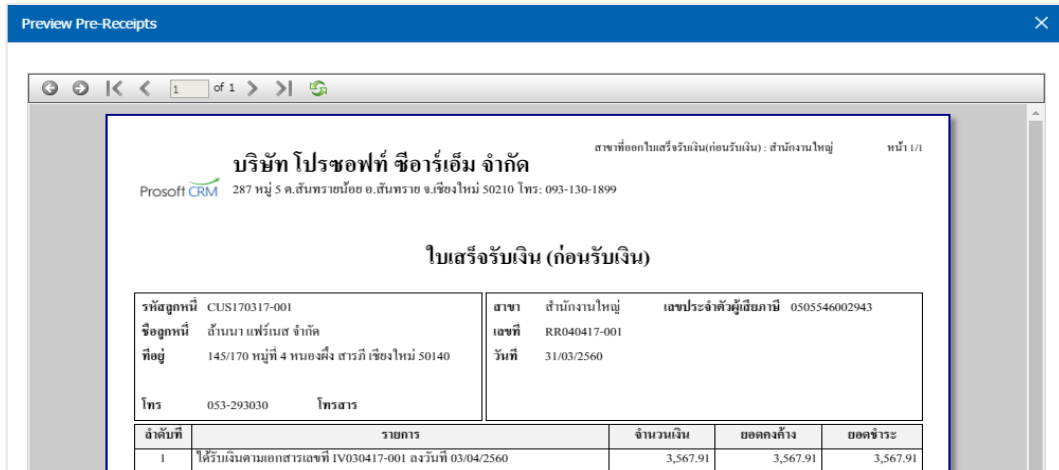 Preview Pre-Receipts
1 of 1
สาขาที่ออกใบเสร็จรับเงิน(ก่อนรับเงิน) : สำนักงานใหญ่ หน้า 1/1
บริษัท โปรซอฟท์ ซีอาร์เอ็ม จำกัด
Prosoft CRM 287 หมู่ 5 ต.สันทรายน้อย อ.สันทราย จ.เชียงใหม่ 50210 โทร: 093-130-1899
ใบเสร็จรับเงิน (ก่อนรับเงิน)
รหัสลูกหนี้ CUS170317-001 สาขา สำนักงานใหญ่ เลขประจำตัวผู้เสียภาษี 0505546002943
ชื่อลูกหนี้ ล้านนา แฟร์เนส จำกัด เลขที่ RR040417-001
ที่อยู่ 145/170 หมู่ที่ 4 หนองผึ้ง สารภี เชียงใหม่ 50140 วันที่ 31/03/2560
โทร 053-293030 โทรสาร
ลำดับที่ รายการ จำนวนเงิน ยอดคงค้าง ยอดชำระ
1 ได้รับเงินตามเอกสารเลขที่ IV030417-001 ลงวันที่ 03/04/2560 3,567.91 3,567.91 3,567.91